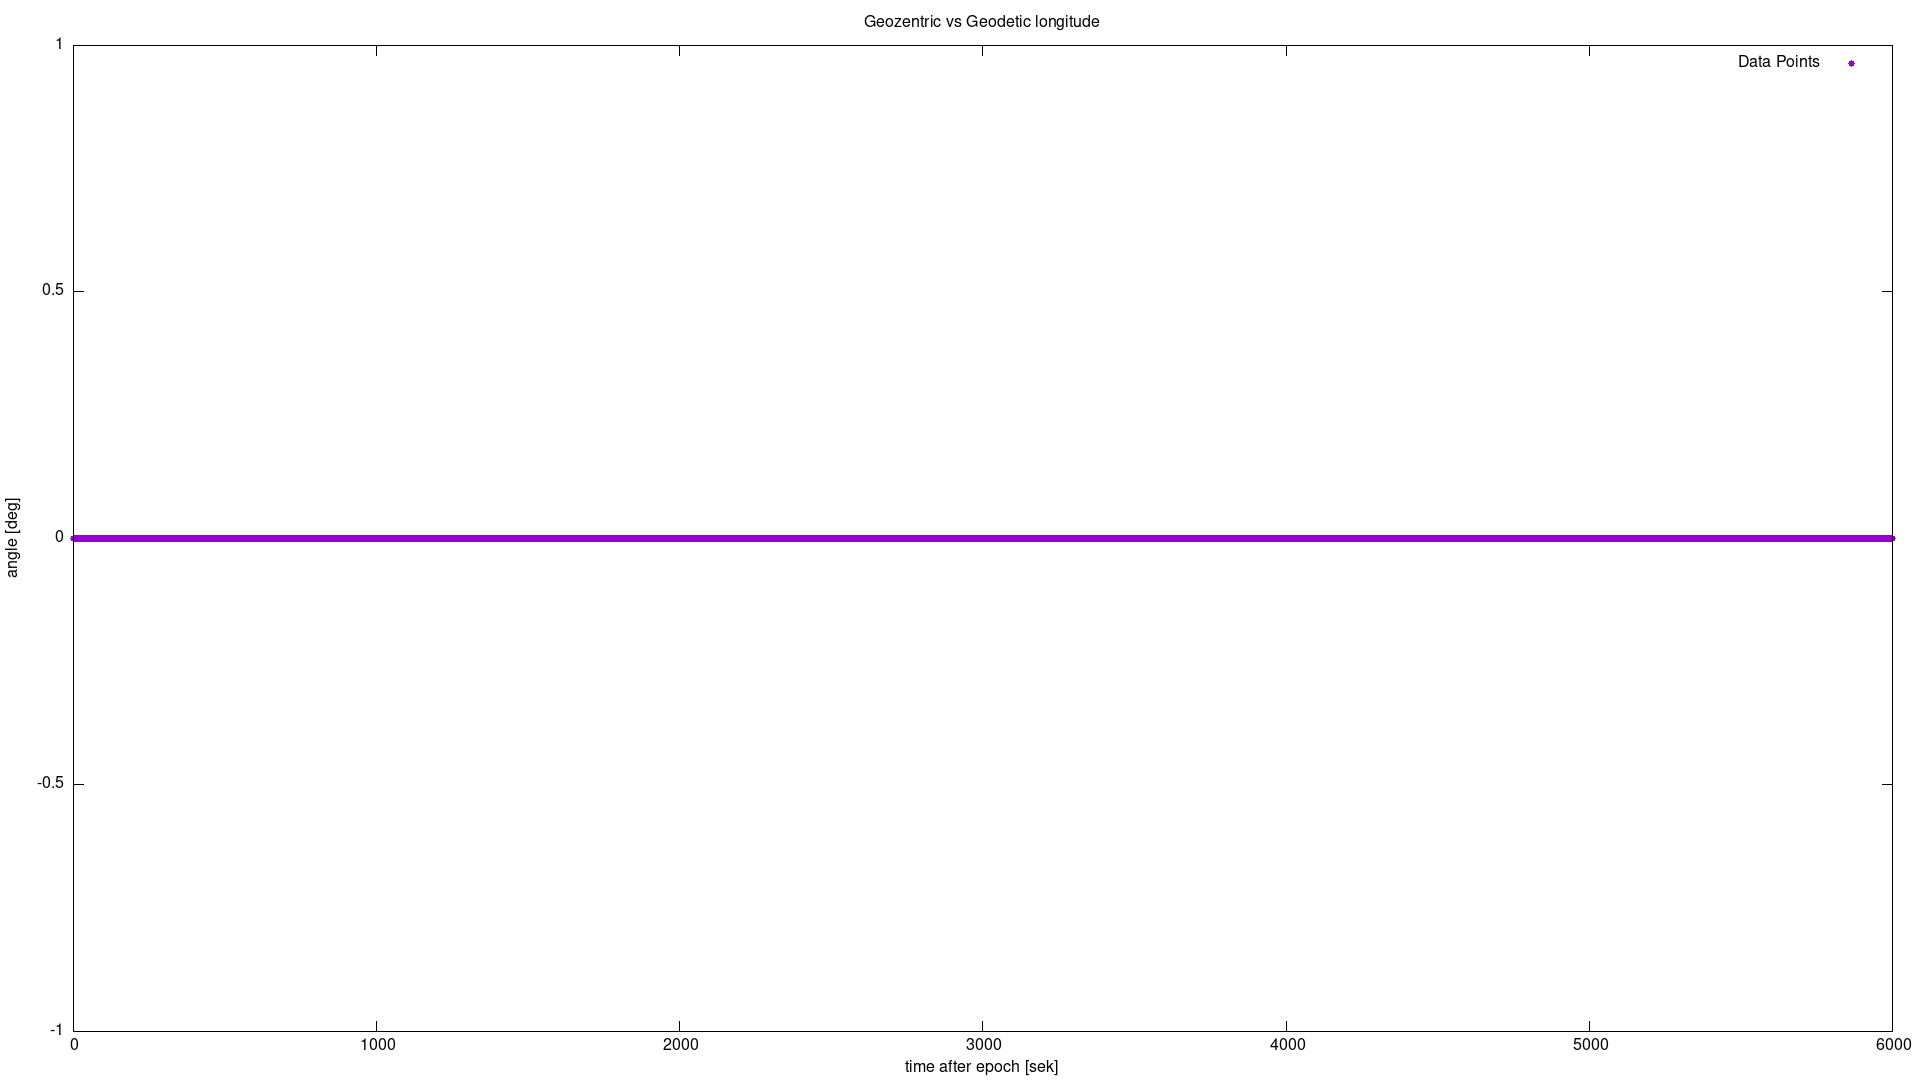 Geozentric vs Geodetic longitude
Data Points
1
0.5
0
-0.5
-1
angle [deg]
0 1000 2000 3000 4000 5000 6000
time after epoch [sek]